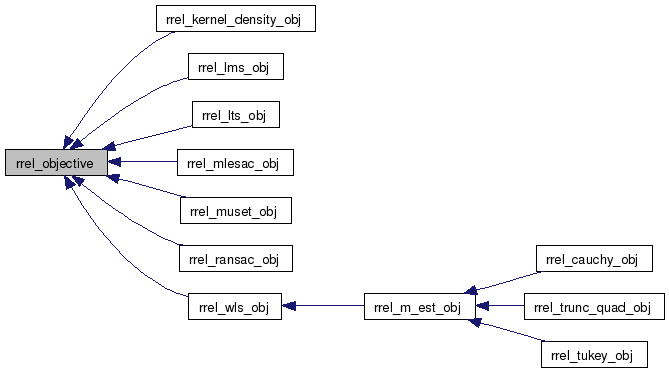 rrel_kernel_density_obj
rrel_lms_obj
rrel_lts_obj
rrel_objective
rrel_mlesac_obj
rrel_muset_obj
rrel_ransac_obj
rrel_cauchy_obj
rrel_wls_obj
rrel_m_est_obj
rrel_trunc_quad_obj
rrel_tukey_obj